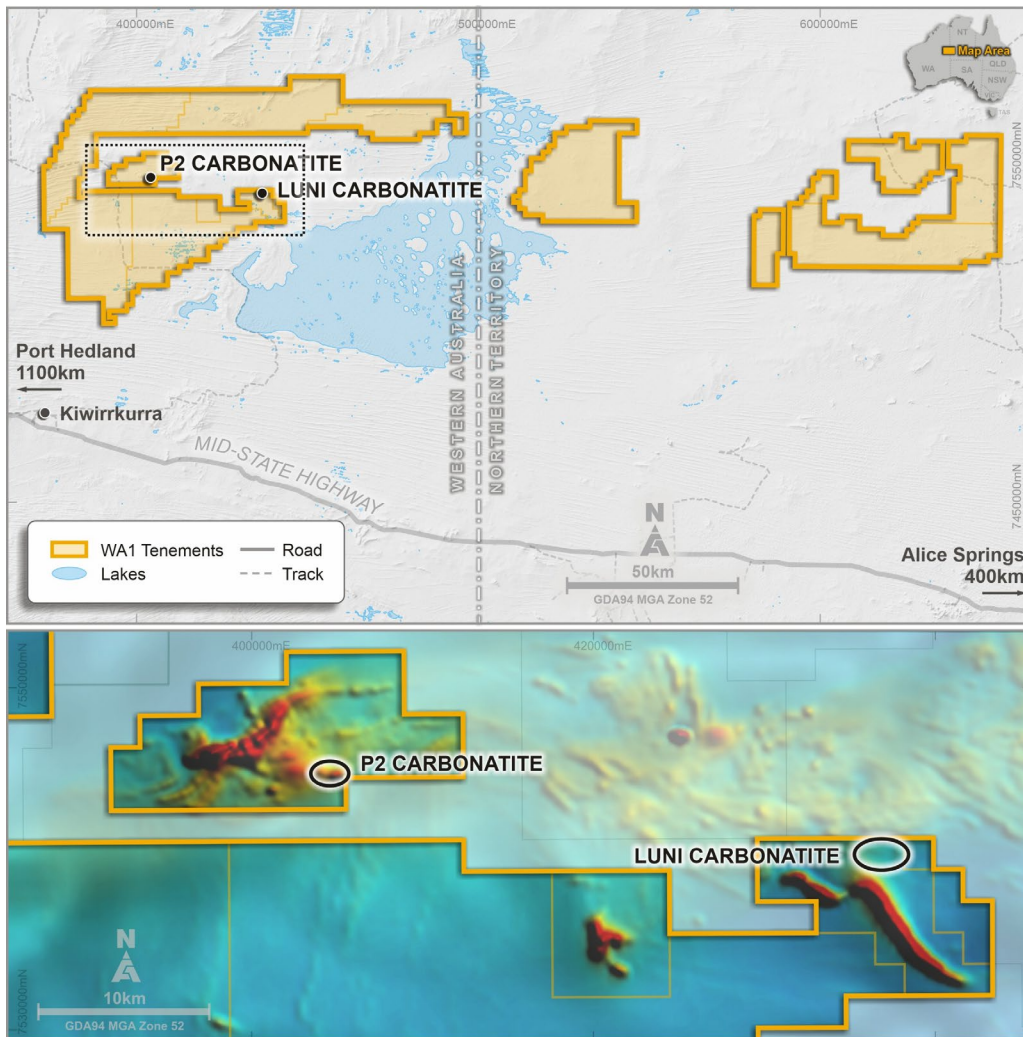 400000mE
500000mE
600000mE
NT
Map Area
WA
QLD
SA
NSW
VIC
TAS
7550000mN
P2 CARBONATITE
LUNI CARBONATITE
WESTERN AUSTRALIA
NORTHERN TERRITORY
Port Hedland
1100km
Kiwirrkurra
MID-STATE HIGHWAY
7450000mN
WA1 Tenements
Road
Lakes
Track
N
50km
GDA94 MGA Zone 52
Alice Springs
400km
400000mE
420000mE
7550000mN
P2 CARBONATITE
LUNI CARBONATITE
N
10km
GDA94 MGA Zone 52
7530000mN